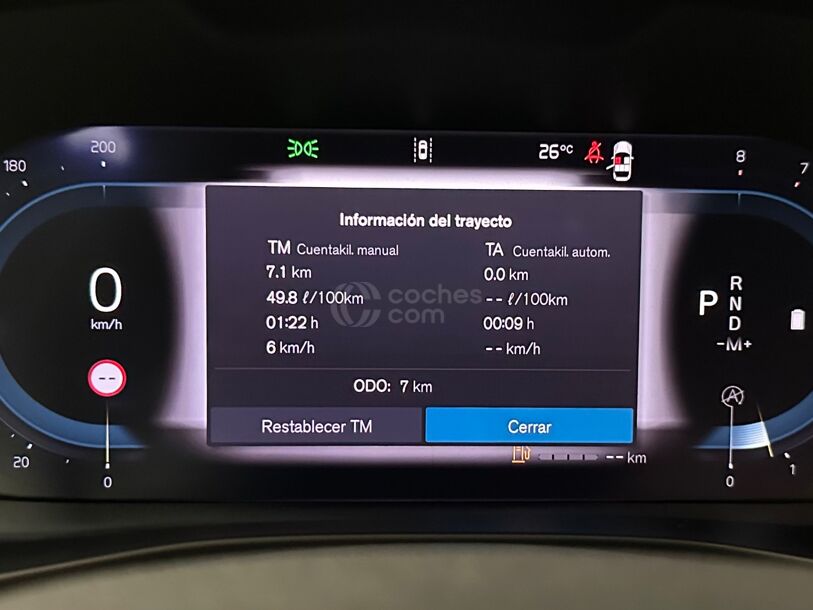 180
200
26°C
8
7
Información del trayecto
TM Cuentakil. manual
TA Cuentakil. autom.
7.1 km
0.0 km
49.8 ℓ/100km
-- ℓ/100km
coches
com
01:22 h
00:09 h
6 km/h
-- km/h
ODO: 7 km
Restablecer TM
Cerrar
0
km/h
--
R
N
P
D
-M+
A
20
0
-- km
0
1